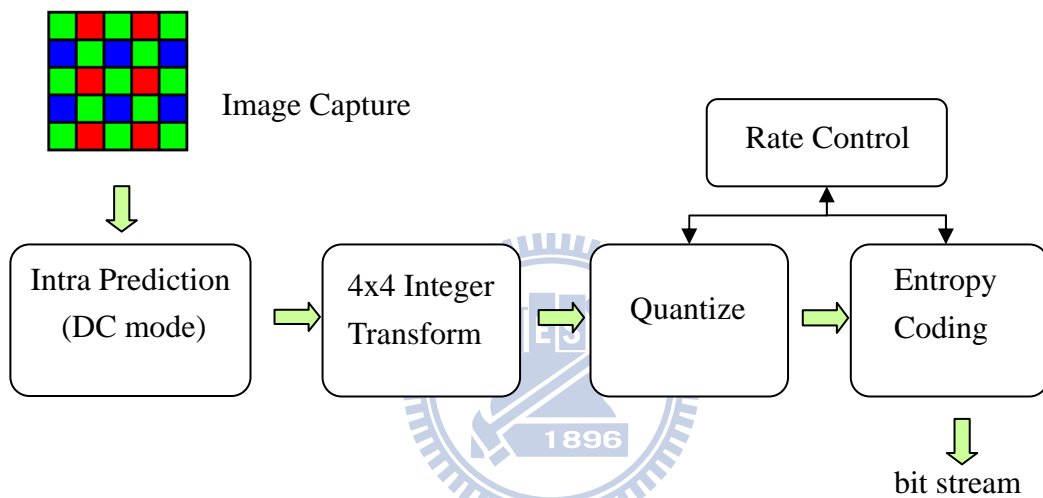 Image Capture
Rate Control
Intra Prediction
(DC mode)
4x4 Integer
Transform
Quantize
Entropy
Coding
E S
1896
bit stream